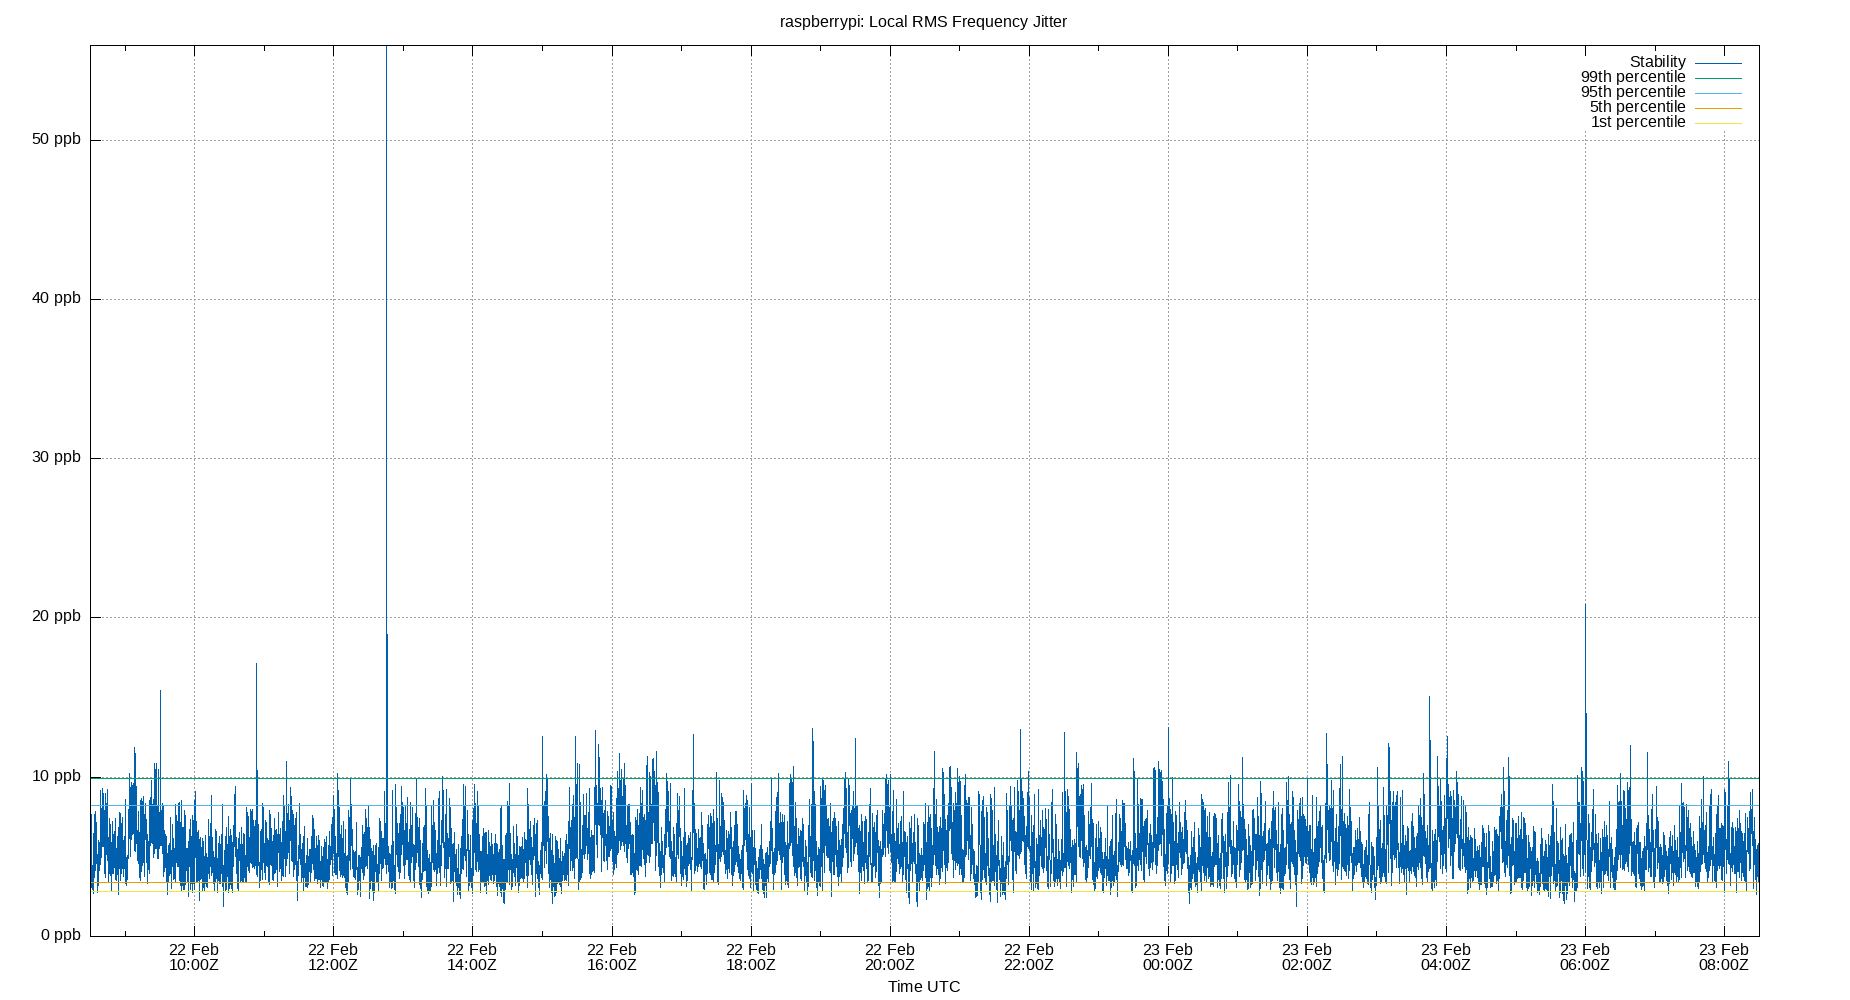 raspberrypi: Local RMS Frequency Jitter
Stability
99th percentile
95th percentile
5th percentile
1st percentile
50 ppb
40 ppb
30 ppb
20 ppb
10 ppb
0 ppb
22 Feb 22 Feb 22 Feb 22 Feb 22 Feb 22 Feb 22 Feb 23 Feb 23 Feb 23 Feb 23 Feb 23 Feb
10:00Z 12:00Z 14:00Z 16:00Z 18:00Z 20:00Z 22:00Z 00:00Z 02:00Z 04:00Z 06:00Z 08:00Z
Time UTC